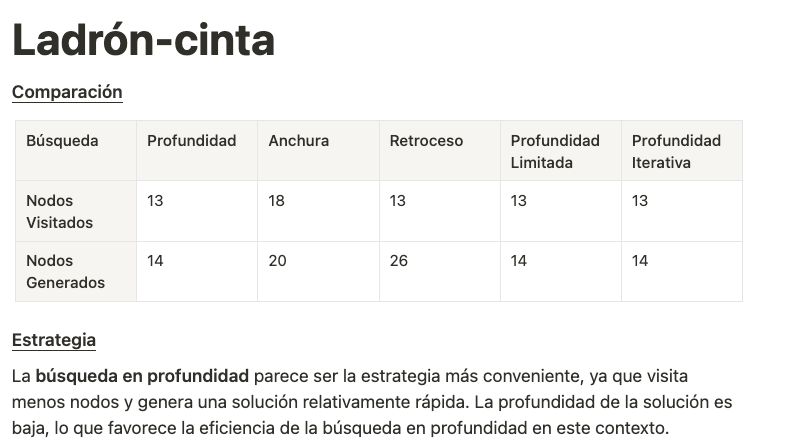 Ladrón-cinta
Comparación
Búsqueda Profundidad Anchura Retroceso Profundidad Limitada Profundidad Iterativa
Nodos Visitados 13 18 13 13 13
Nodos Generados 14 20 26 14 14
Estrategia
La búsqueda en profundidad parece ser la estrategia más conveniente, ya que visita
menos nodos y genera una solución relativamente rápida. La profundidad de la solución es
baja, lo que favorece la eficiencia de la búsqueda en profundidad en este contexto.